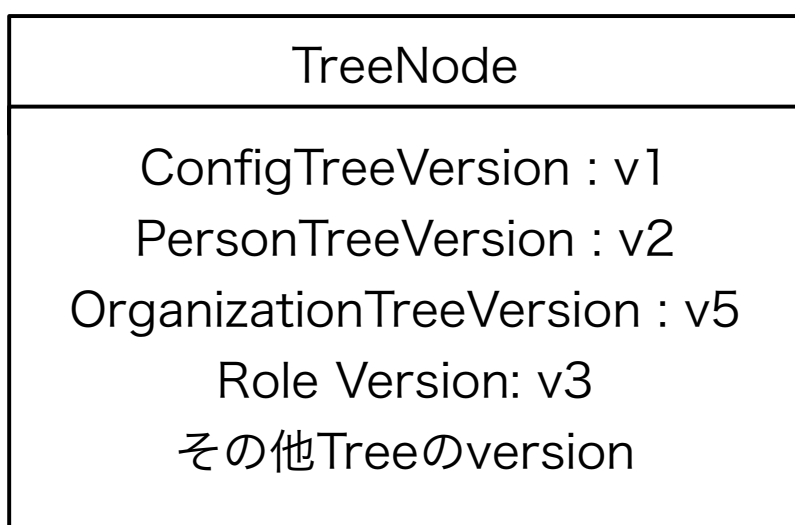 TreeNode
ConfigTreeVersion : v1
PersonTreeVersion : v2
OrganizationTreeVersion : v5
Role Version: v3
その他Treeのversion